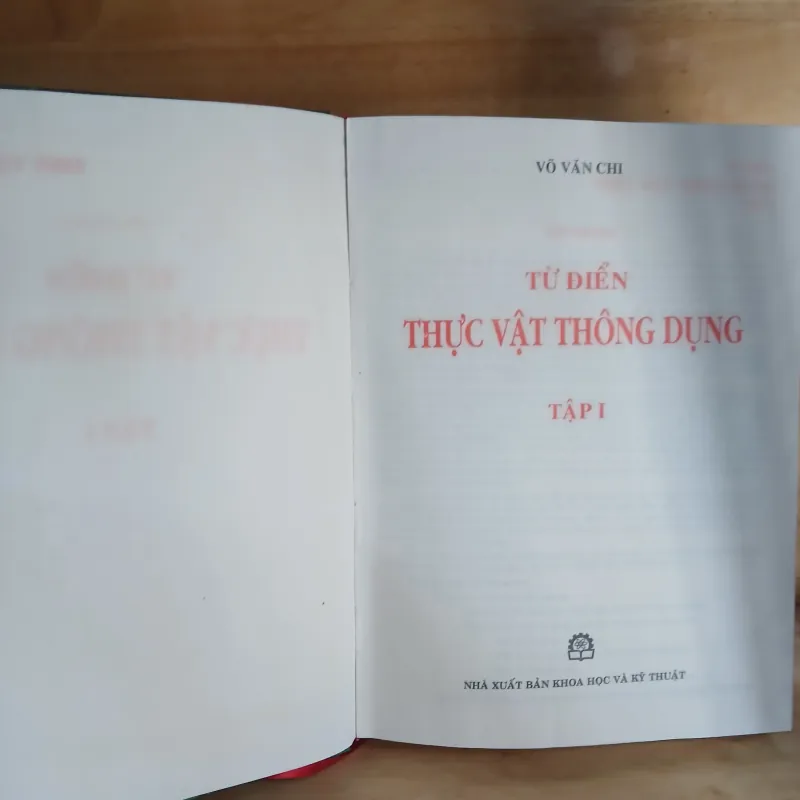 VÕ VĂN CHI
TỪ ĐIỂN
THỰC VẬT THÔNG DỤNG
TẬP I
NHÀ XUẤT BẢN KHOA HỌC VÀ KỸ THUẬT